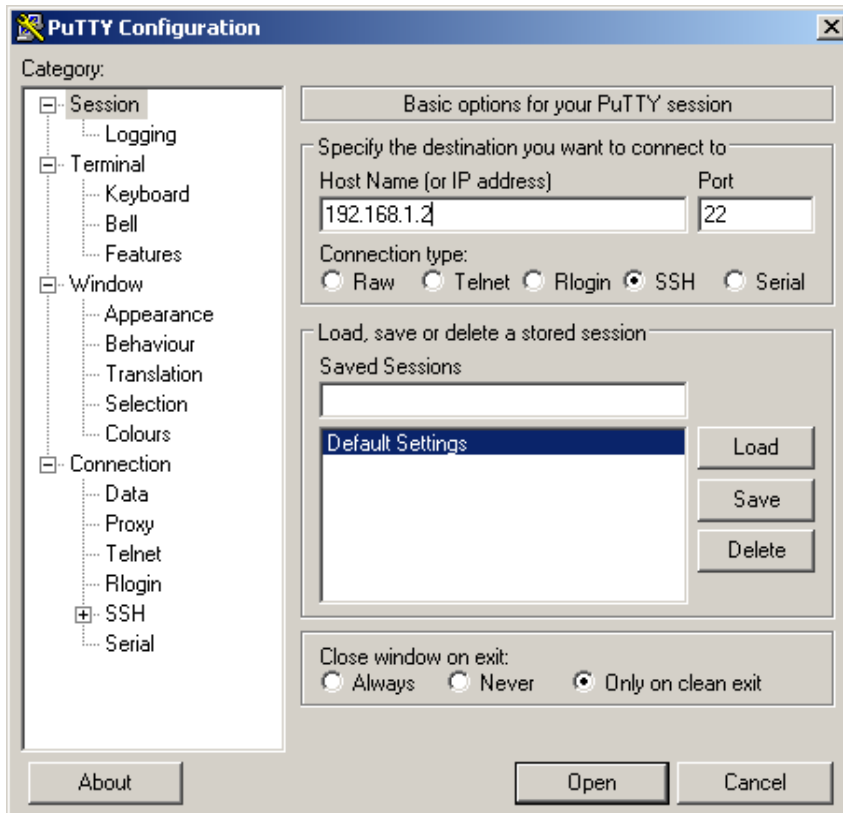 PuTTY Configuration
Category:
Session
Logging
Terminal
Keyboard
Bell
Features
Window
Appearance
Behaviour
Translation
Selection
Colours
Connection
Data
Proxy
Telnet
Rlogin
SSH
Serial
Basic options for your PuTTY session
Specify the destination you want to connect to
Host Name (or IP address) Port
192.168.1.2 22
Connection type:
Raw Telnet Rlogin SSH Serial
Load, save or delete a stored session
Saved Sessions
Default Settings
Load
Save
Delete
Close window on exit:
Always Never Only on clean exit
About Open Cancel